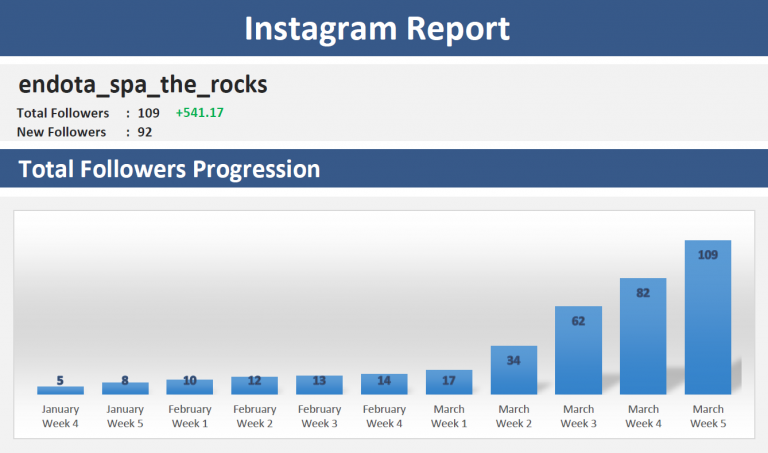 Instagram Report
endota_spa_the_rocks
Total Followers : 109 +541.17
New Followers : 92
Total Followers Progression
5 8 10 12 13 14 17 34 62 82 109
January January February February February February March March March March March
Week 4 Week 5 Week 1 Week 2 Week 3 Week 4 Week 1 Week 2 Week 3 Week 4 Week 5